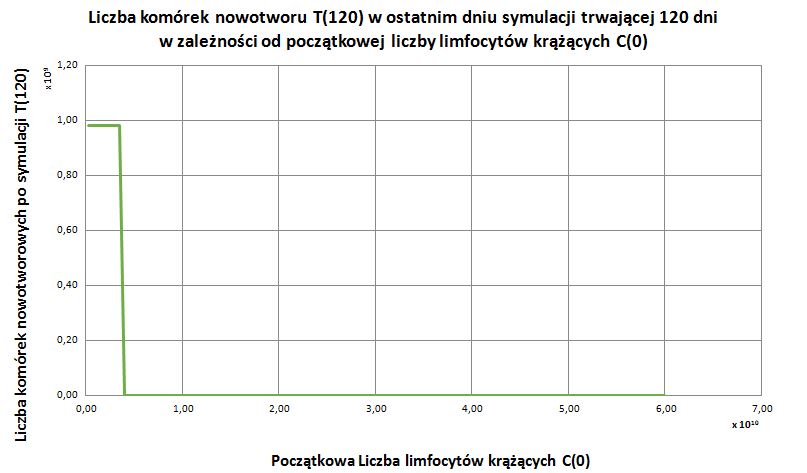 Liczba komórek nowotworu T(120) w ostatnim dniu symulacji trwającej 120 dni
w zależności od początkowej liczby limfocytów krążących C(0)
Liczba komórek nowotworowych po symulacji T(120)
x 10⁹
1,20
1,00
0,80
0,60
0,40
0,20
0,00
0,00 1,00 2,00 3,00 4,00 5,00 6,00 7,00
x 10¹⁰
Początkowa Liczba limfocytów krążących C(0)